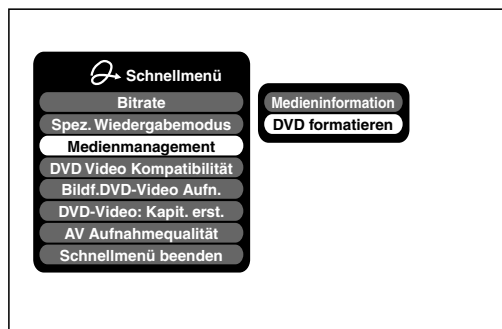 Schnellmenü
Bitrate
Spez. Wiedergabemodus
Medienmanagement
DVD Video Kompatibilität
Bildf.DVD-Video Aufn.
DVD-Video: Kapit. erst.
AV Aufnahmequalität
Schnellmenü beenden
Medieninformation
DVD formatieren